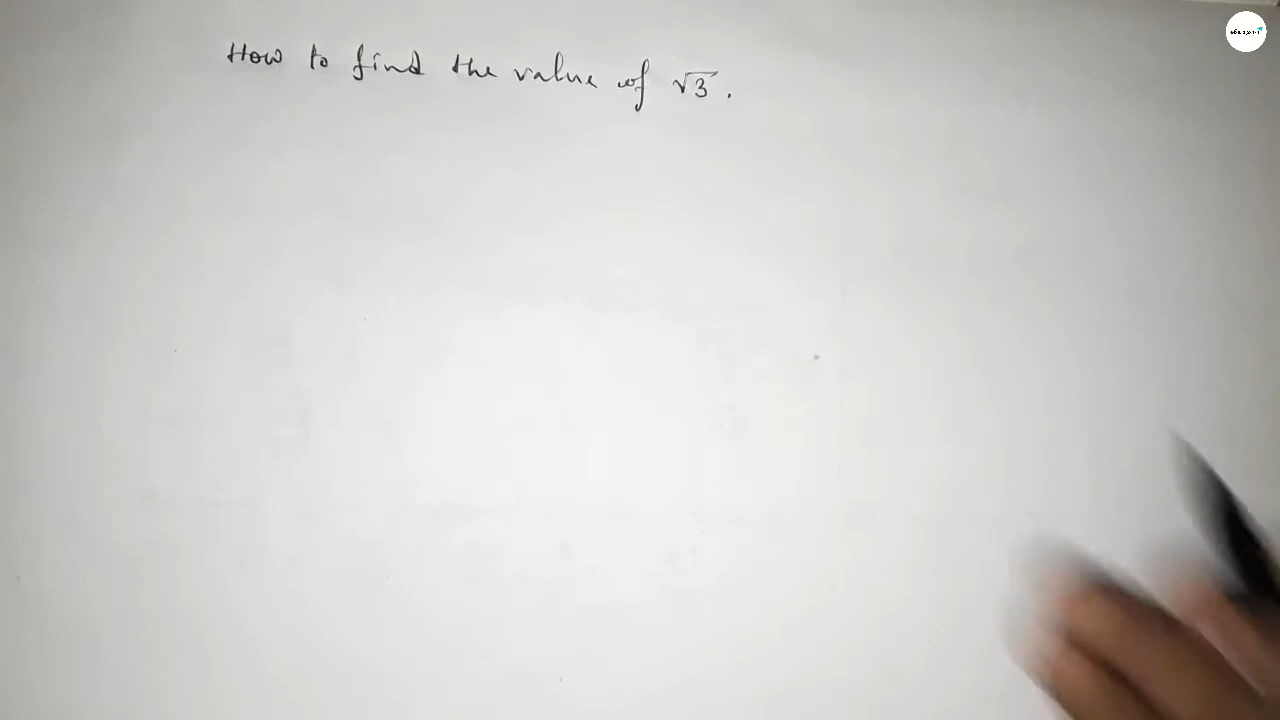 How to find the value of √3.